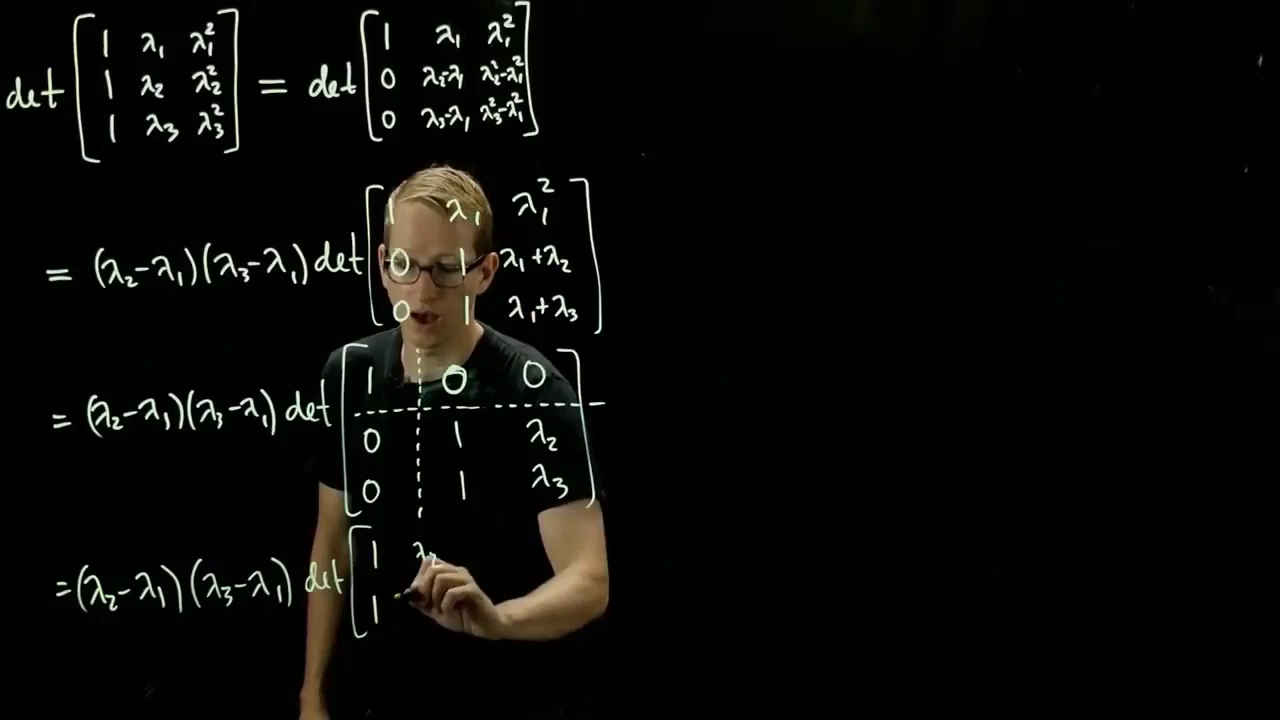 det [ 1 λ₁ λ₁² = det [ 1 λ₁ λ₁²
1 λ₂ λ₂² 0 λ₂-λ₁ λ₂²-λ₁²
1 λ₃ λ₃² ] 0 λ₃-λ₁ λ₃²-λ₁² ]
= (λ₂-λ₁)(λ₃-λ₁) det [ 1 λ₁ λ₁²
0 1 λ₁+λ₂
0 1 λ₁+λ₃ ]
= (λ₂-λ₁)(λ₃-λ₁) det [ 1 0 0
0 1 λ₂
0 1 λ₃ ]
= (λ₂-λ₁)(λ₃-λ₁) det [ 1 λ₂
1